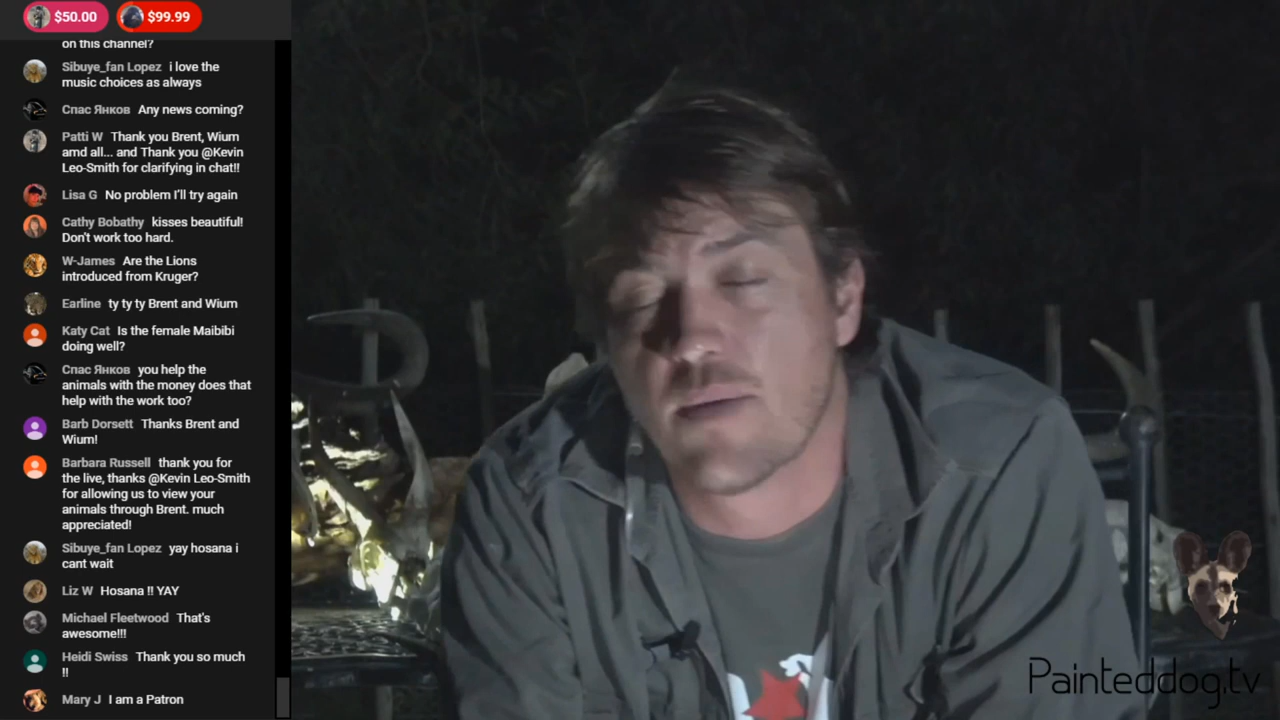 $50.00
$99.99
on this channel?
Sibuye_fan Lopez i love the
music choices as always
Спас Янков Any news coming?
Patti W Thank you Brent, Wium
amd all... and Thank you @Kevin
Leo-Smith for clarifying in chat!!
Lisa G No problem I'll try again
Cathy Bobathy kisses beautiful!
Don't work too hard.
W-James Are the Lions
introduced from Kruger?
Earline ty ty ty Brent and Wium
Katy Cat Is the female Maibibi
doing well?
Спас Янков you help the
animals with the money does that
help with the work too?
Barb Dorsett Thanks Brent and
Wium!
Barbara Russell thank you for
the live, thanks @Kevin Leo-Smith
for allowing us to view your
animals through Brent. much
appreciated!
Sibuye_fan Lopez yay hosana i
cant wait
Liz W Hosana !! YAY
Michael Fleetwood That's
awesome!!!
Heidi Swiss Thank you so much
!!
Mary J I am a Patron
Painteddog.tv